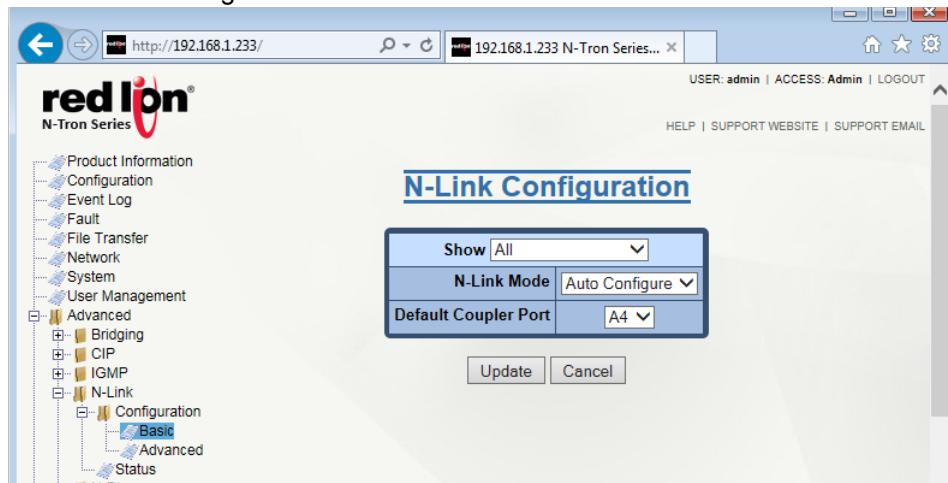 http://192.168.1.233/
192.168.1.233 N-Tron Series...
USER: admin | ACCESS: Admin | LOGOUT
red lion®
N-Tron Series
HELP | SUPPORT WEBSITE | SUPPORT EMAIL
Product Information
Configuration
Event Log
Fault
File Transfer
Network
System
User Management
Advanced
Bridging
CIP
IGMP
N-Link
Configuration
Basic
Advanced
Status
N-Link Configuration
Show All
N-Link Mode Auto Configure
Default Coupler Port A4
Update Cancel